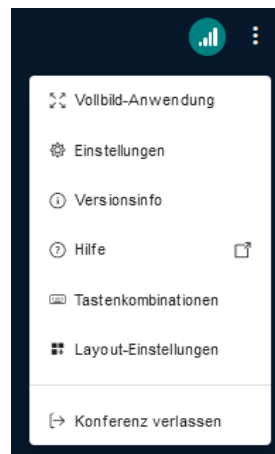 Vollbild-Anwendung
Einstellungen
Versionsinfo
Hilfe
Tastenkombinationen
Layout-Einstellungen
Konferenz verlassen